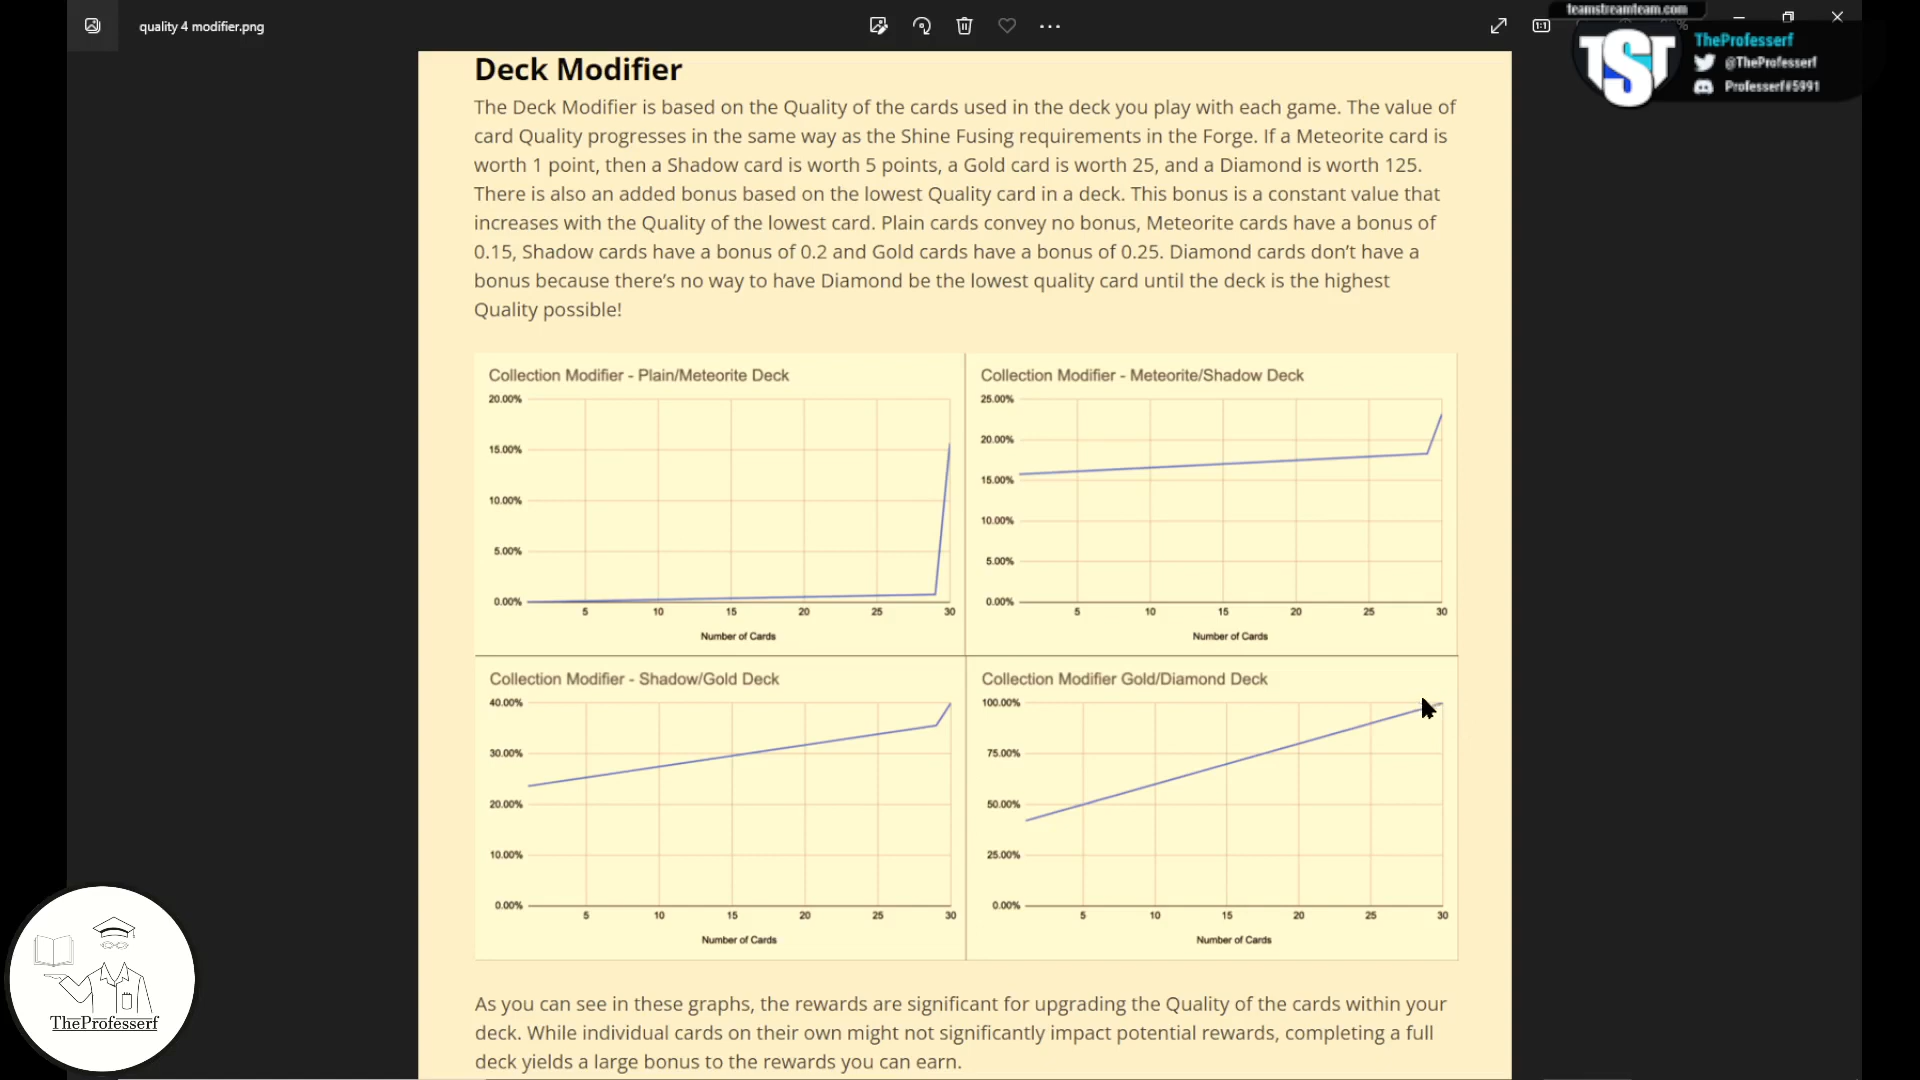 teamstreamteam.com
quality 4 modifier.png
TST
TheProfesserf
@TheProfesserf
Professerf#5991
Deck Modifier
The Deck Modifier is based on the Quality of the cards used in the deck you play with each game. The value of
card Quality progresses in the same way as the Shine Fusing requirements in the Forge. If a Meteorite card is
worth 1 point, then a Shadow card is worth 5 points, a Gold card is worth 25, and a Diamond is worth 125.
There is also an added bonus based on the lowest Quality card in a deck. This bonus is a constant value that
increases with the Quality of the lowest card. Plain cards convey no bonus, Meteorite cards have a bonus of
0.15, Shadow cards have a bonus of 0.2 and Gold cards have a bonus of 0.25. Diamond cards don't have a
bonus because there's no way to have Diamond be the lowest quality card until the deck is the highest
Quality possible!
Collection Modifier - Plain/Meteorite Deck
20.00%
15.00%
10.00%
5.00%
0.00%
5 10 15 20 25 30
Number of Cards
Collection Modifier - Meteorite/Shadow Deck
25.00%
20.00%
15.00%
10.00%
5.00%
0.00%
5 10 15 20 25 30
Number of Cards
Collection Modifier - Shadow/Gold Deck
40.00%
30.00%
20.00%
10.00%
0.00%
5 10 15 20 25 30
Number of Cards
Collection Modifier Gold/Diamond Deck
100.00%
75.00%
50.00%
25.00%
0.00%
5 10 15 20 25 30
Number of Cards
As you can see in these graphs, the rewards are significant for upgrading the Quality of the cards within your
deck. While individual cards on their own might not significantly impact potential rewards, completing a full
deck yields a large bonus to the rewards you can earn.
TheProfesserf